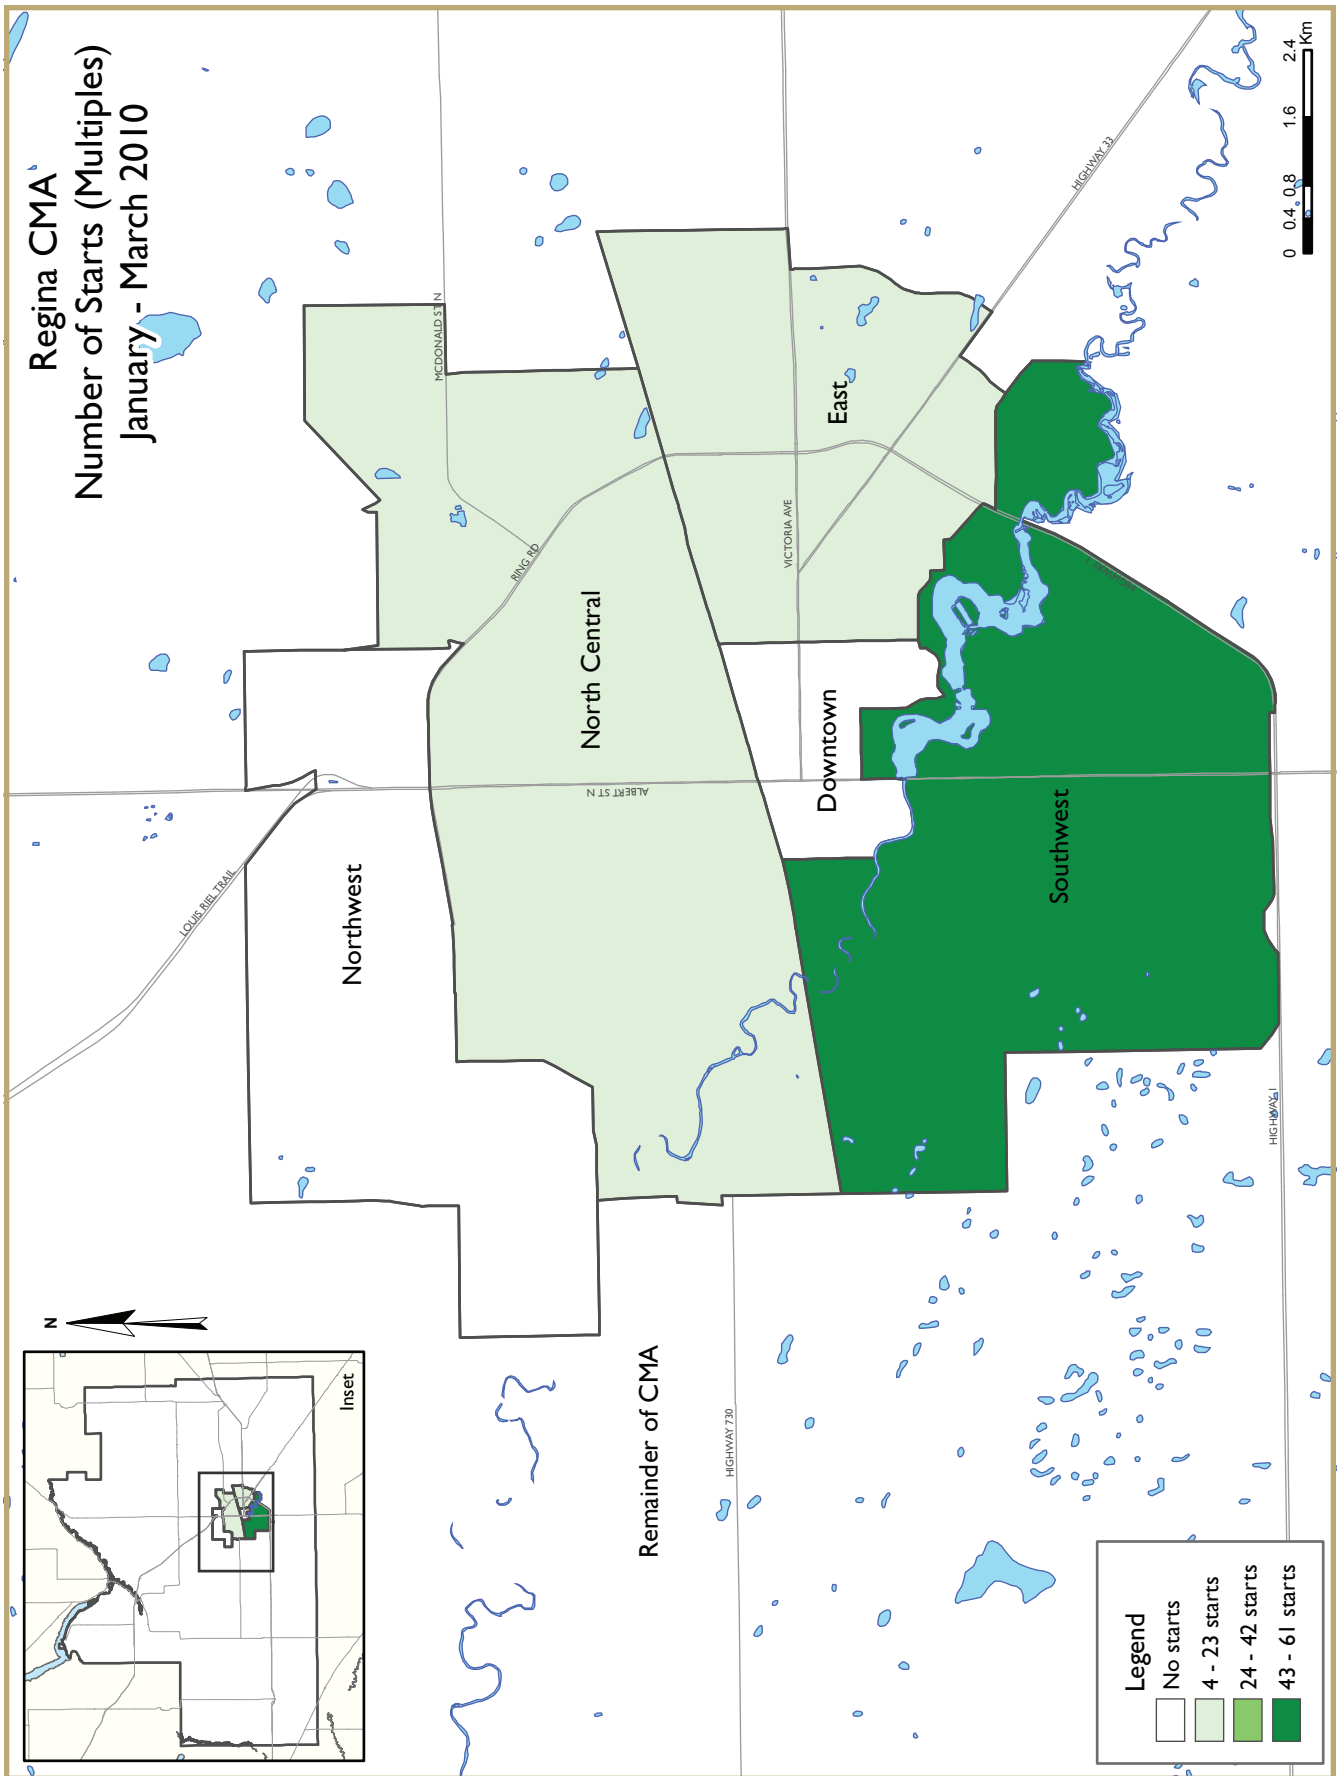 Regina CMA
Number of Starts (Multiples)
January - March 2010
N
Inset
LOUIS RIEL TRAIL
MCDONALD ST N
Northwest
RING RD
North Central
ALBERT ST N
Remainder of CMA
HIGHWAY 730
VICTORIA AVE
Downtown
East
HIGHWAY 33
Southwest
HIGHWAY 1
Legend
No starts
4 - 23 starts
24 - 42 starts
43 - 61 starts
0 0.4 0.8 1.6 2.4
Km